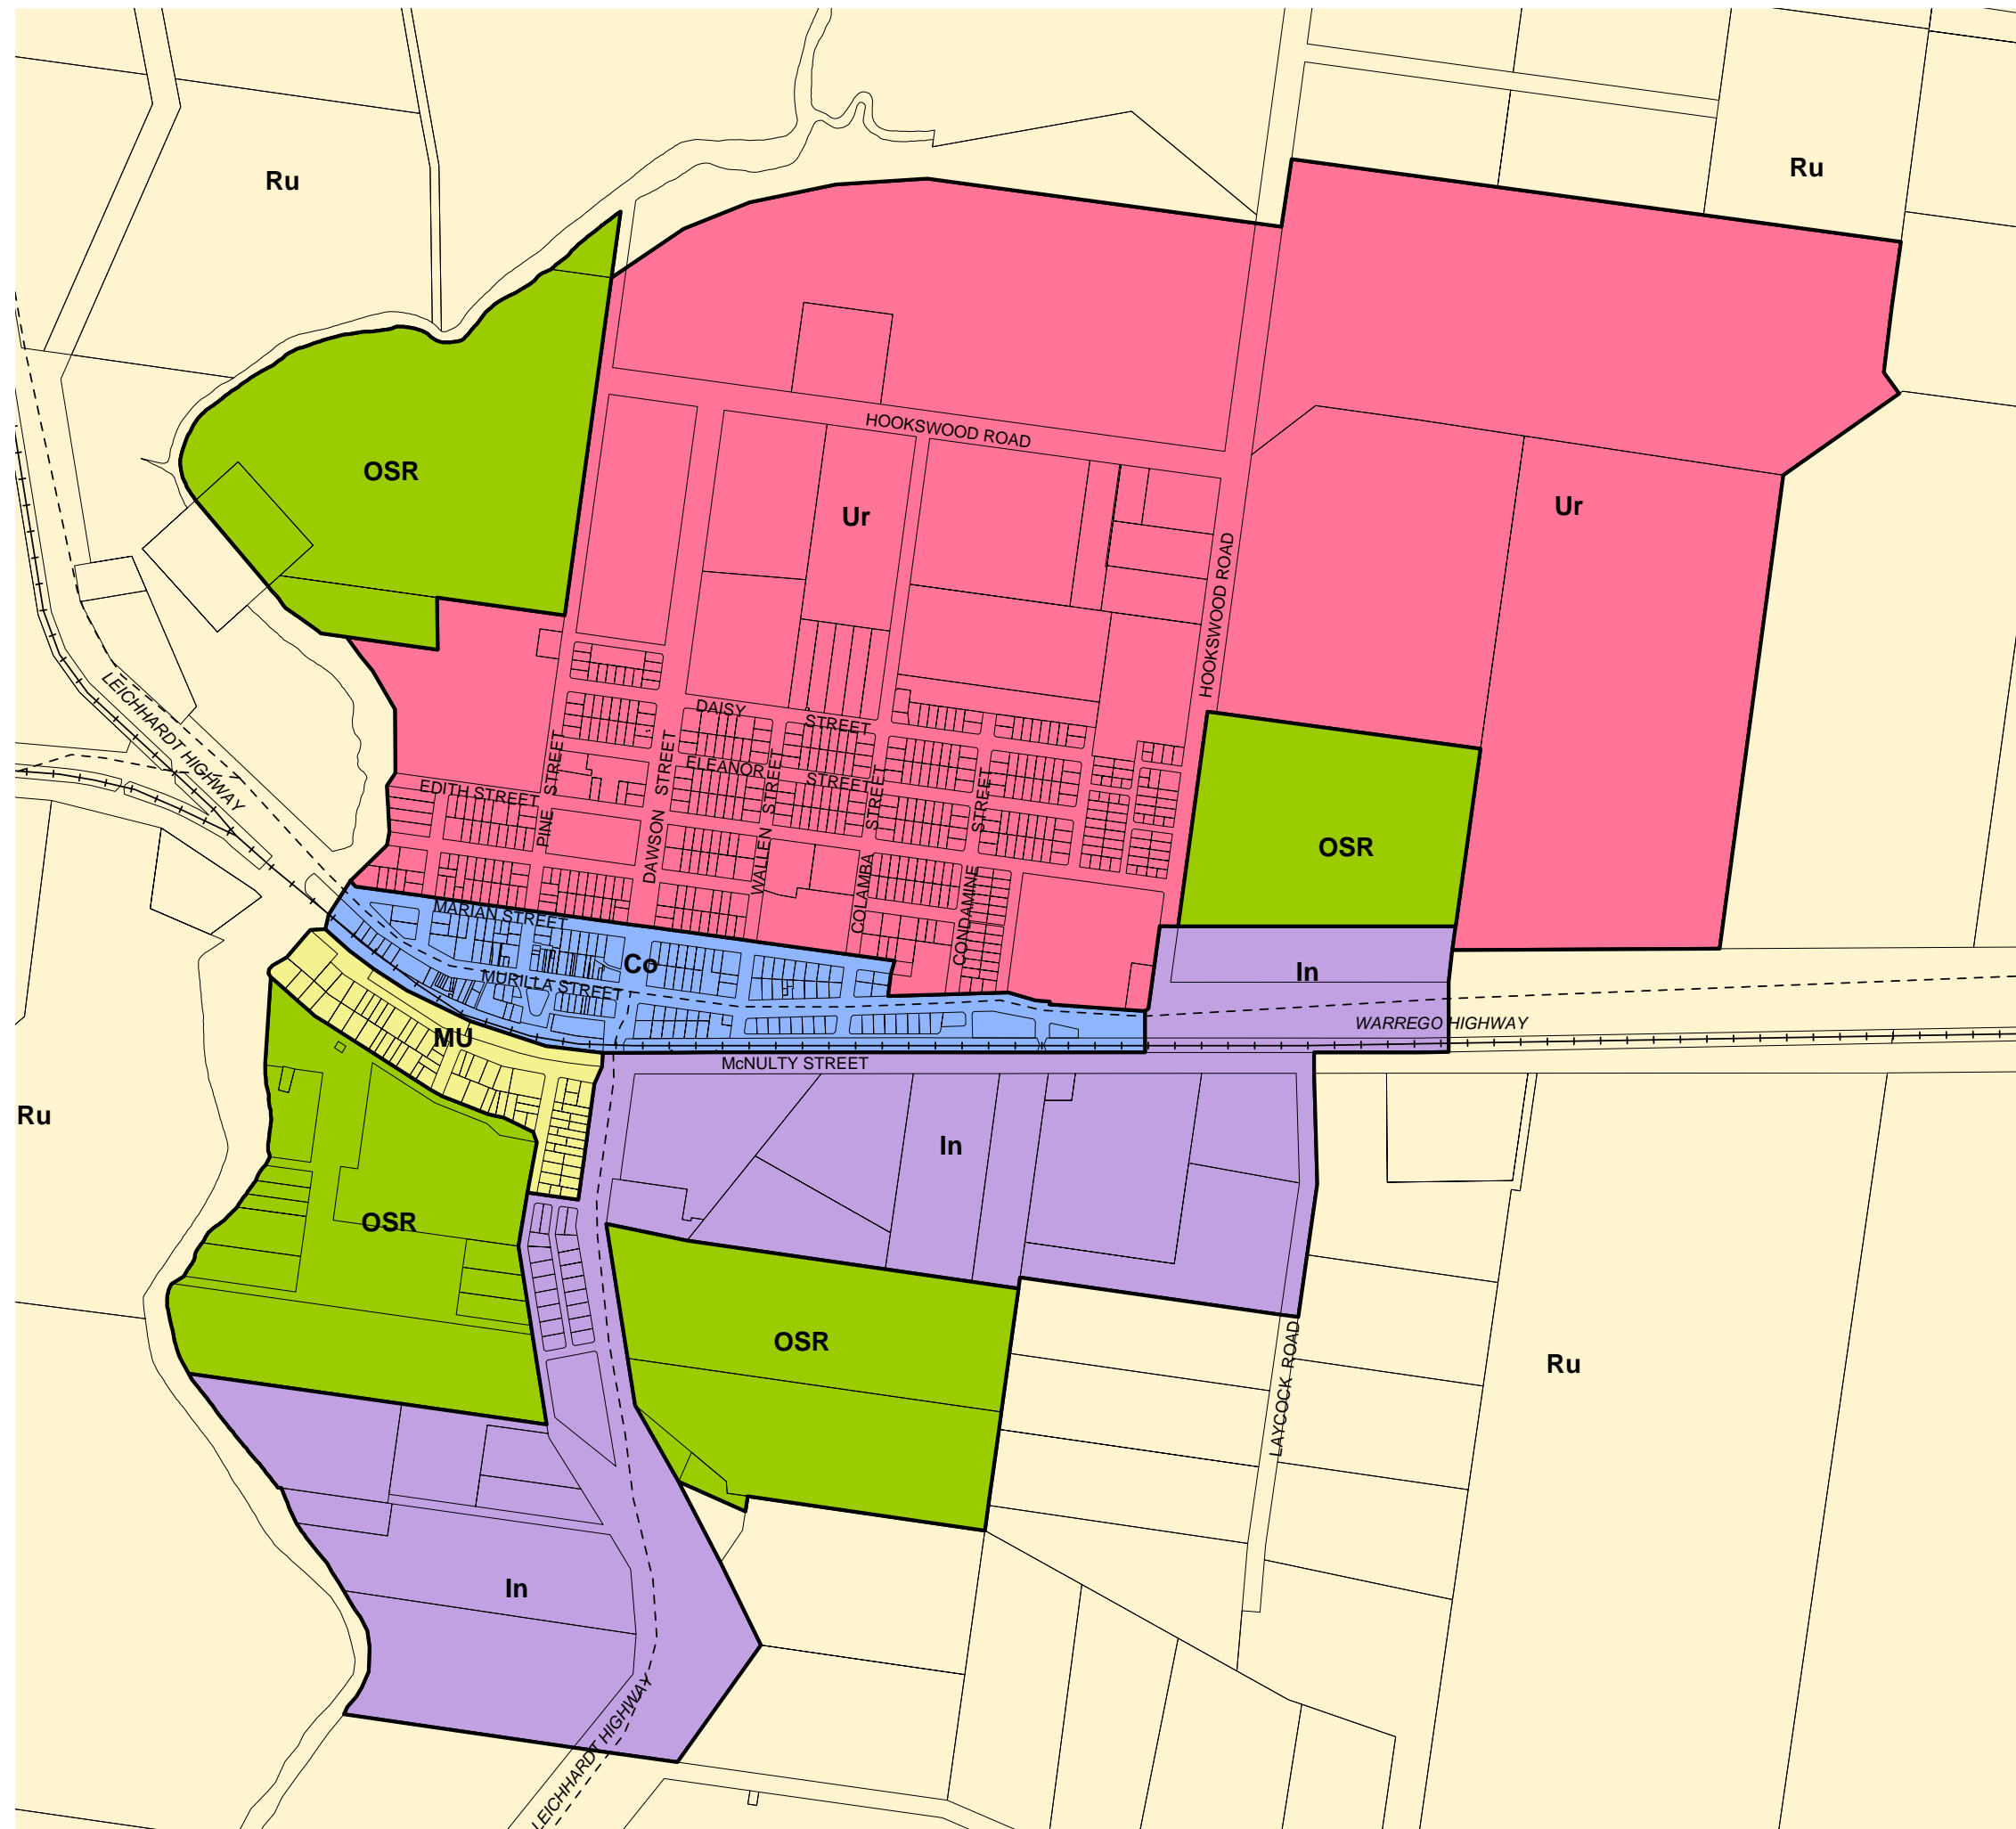 Ru
Ru
HOOKSWOOD ROAD
OSR
Ur
Ur
HOOKSWOOD ROAD
LEICHHARDT HIGHWAY
DAISY STREET
ELEANOR STREET
EDITH STREET
PINE STREET
DAWSON STREET
WALLEN STREET
COLAMBA STREET
CONDAMINE STREET
OSR
MARIAN STREET
Co
In
MURILLA STREET
WARREGO HIGHWAY
MU
McNULTY STREET
Ru
In
OSR
OSR
LAYCOCK ROAD
Ru
In
LEICHHARDT HIGHWAY